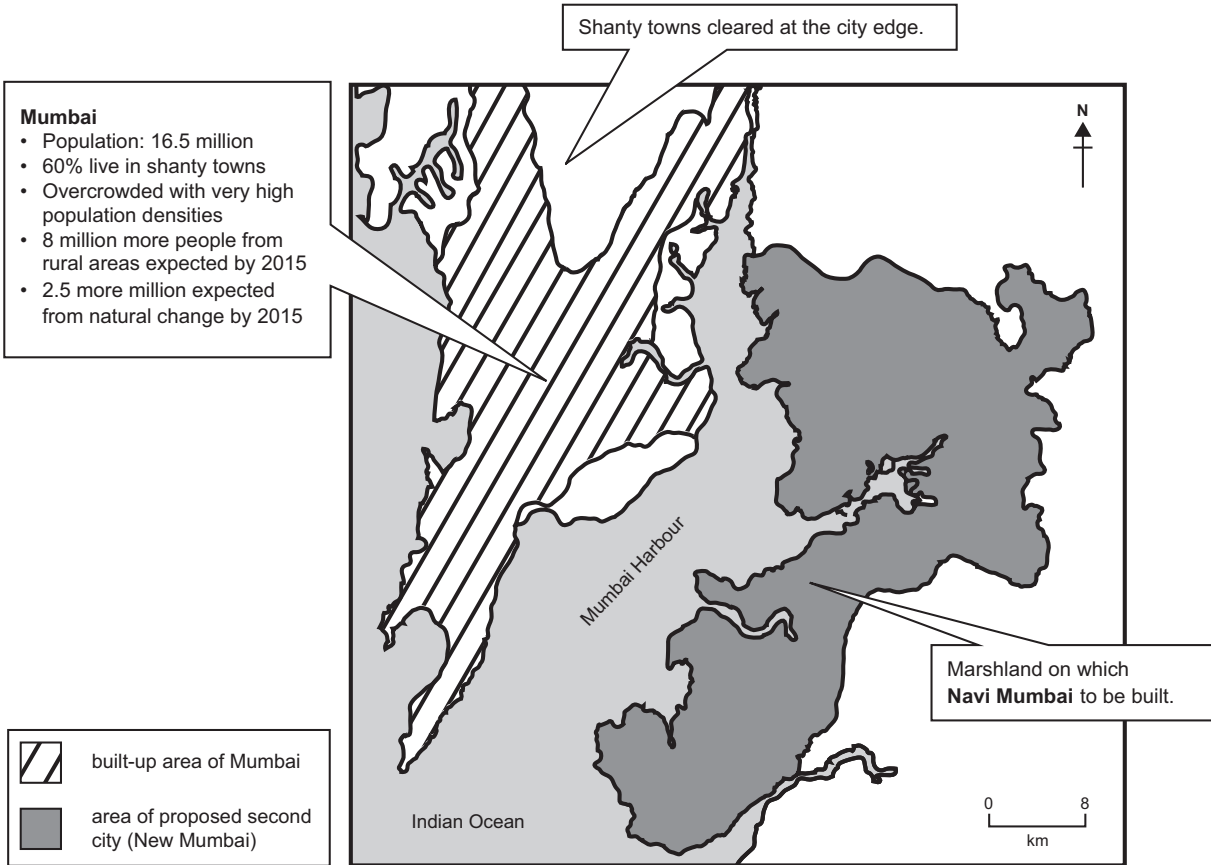 Shanty towns cleared at the city edge.
Mumbai
• Population: 16.5 million
• 60% live in shanty towns
• Overcrowded with very high
population densities
• 8 million more people from
rural areas expected by 2015
• 2.5 more million expected
from natural change by 2015
N
Mumbai Harbour
Marshland on which
Navi Mumbai to be built.
built-up area of Mumbai
area of proposed second
city (New Mumbai)
Indian Ocean
0 8
km